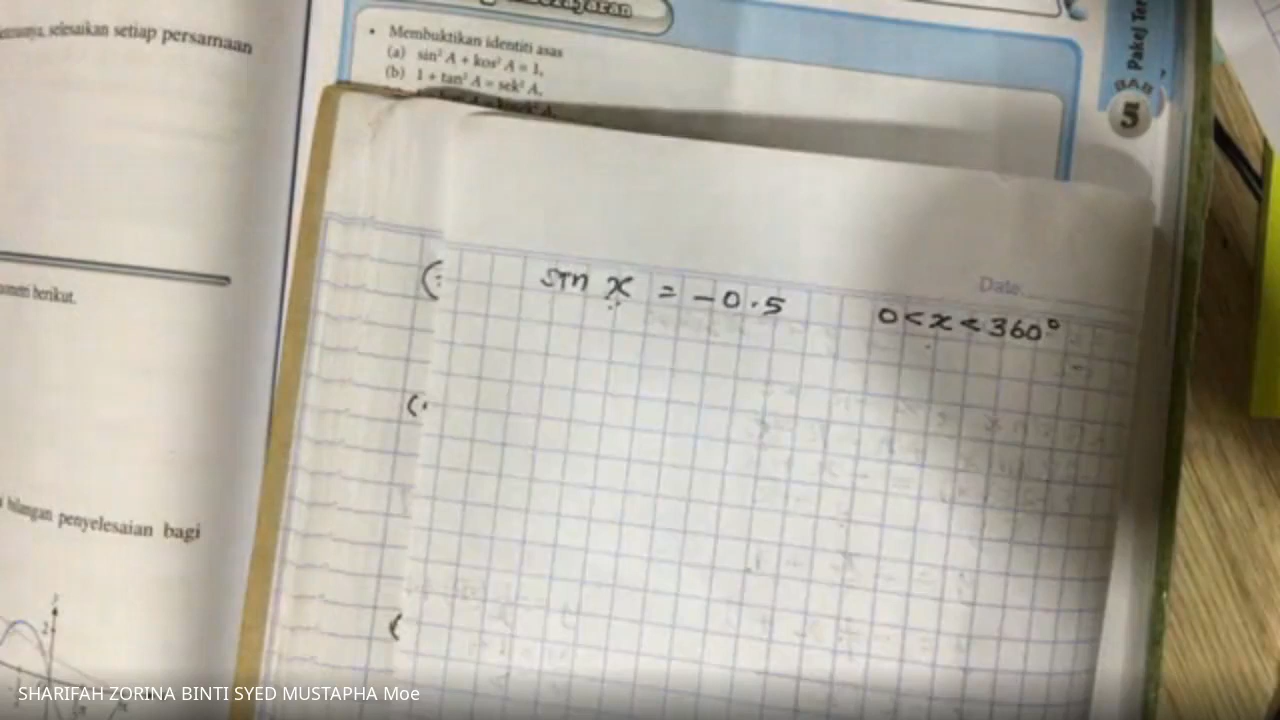 selesaikan setiap persamaan
berikut.
bilangan penyelesaian bagi
• Membuktikan identiti asas
(a) sin² A + kos² A = 1,
(b) 1 + tan² A = sek² A,
Pakej
BAB
5
Date
sin x = -0.5 0 < x < 360°
SHARIFAH ZORINA BINTI SYED MUSTAPHA Moe